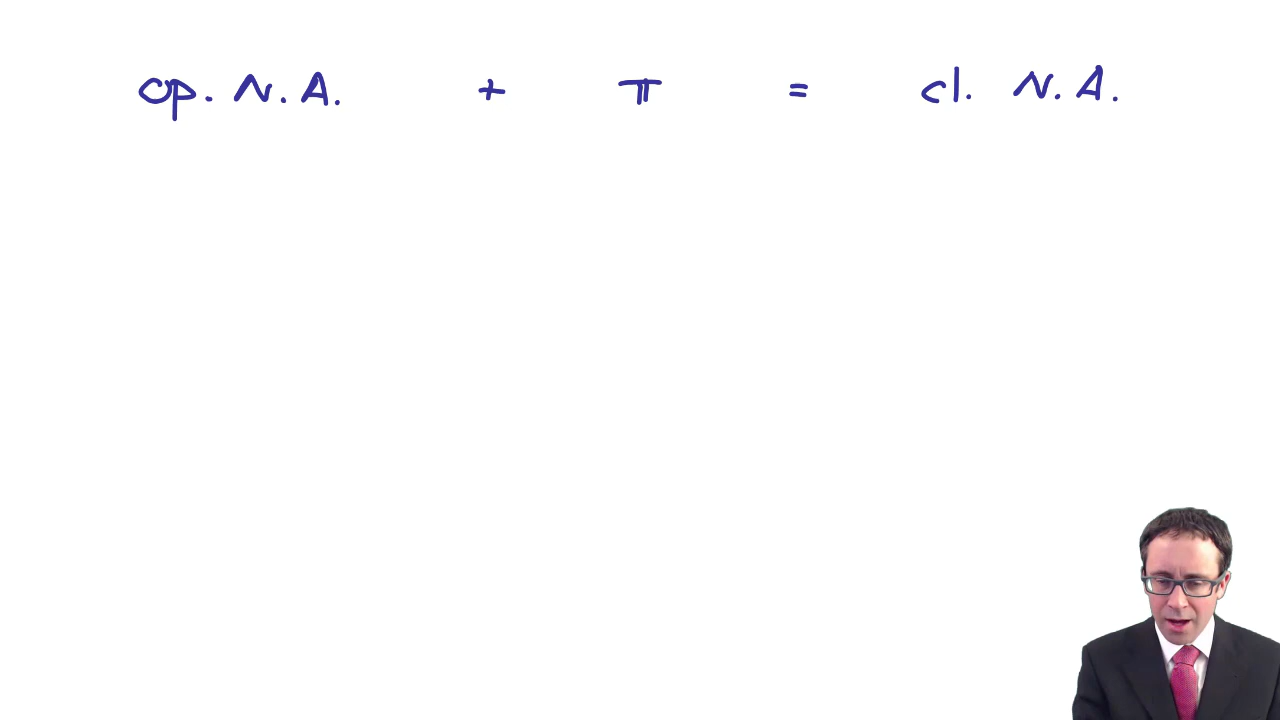 op. N.A. + π = cl. N.A.